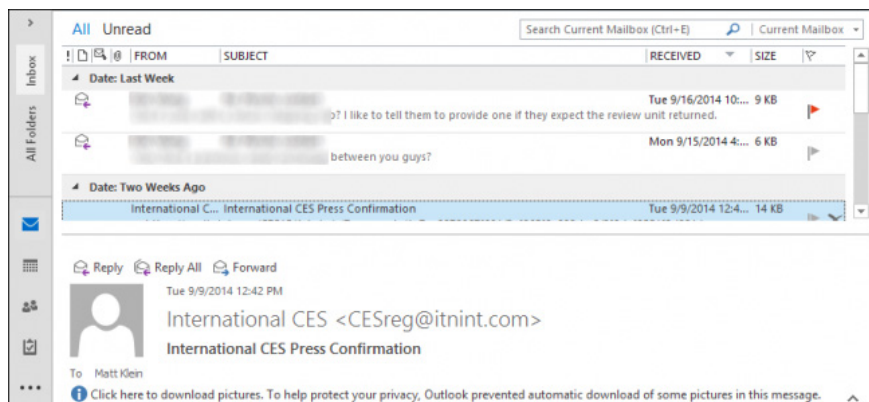 All Unread
Search Current Mailbox (Ctrl+E) Current Mailbox
! FROM SUBJECT RECEIVED SIZE
Inbox
All Folders
Date: Last Week
Tue 9/16/2014 10:... 9 KB
? I like to tell them to provide one if they expect the review unit returned.
Mon 9/15/2014 4:... 6 KB
between you guys?
Date: Two Weeks Ago
International C... International CES Press Confirmation Tue 9/9/2014 12:4... 14 KB
Reply Reply All Forward
Tue 9/9/2014 12:42 PM
International CES <CESreg@itnint.com>
International CES Press Confirmation
To Matt Klein
Click here to download pictures. To help protect your privacy, Outlook prevented automatic download of some pictures in this message.